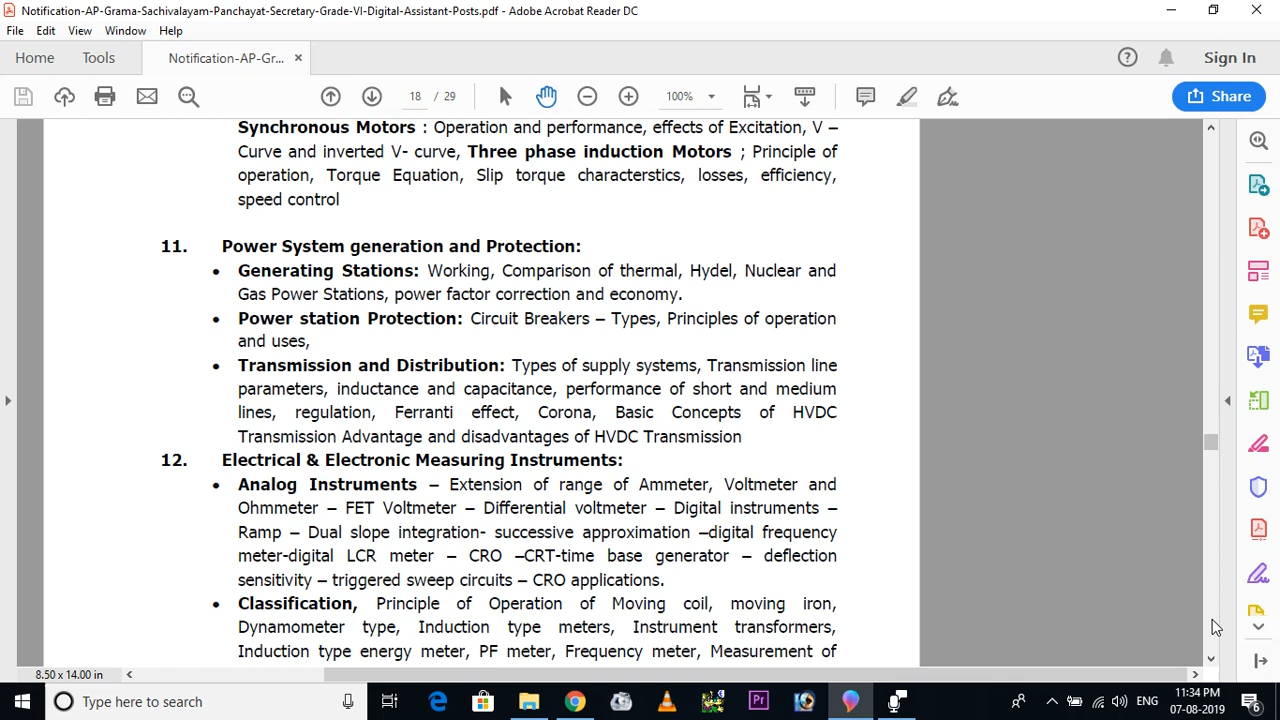 Notification-AP-Grama-Sachivalayam-Panchayat-Secretary-Grade-VI-Digital-Assistant-Posts.pdf - Adobe Acrobat Reader DC
File Edit View Window Help
Home Tools Notification-AP-Gr... × Sign In
18 / 29 100% Share
Synchronous Motors : Operation and performance, effects of Excitation, V –
Curve and inverted V- curve, Three phase induction Motors ; Principle of
operation, Torque Equation, Slip torque characterstics, losses, efficiency,
speed control
11. Power System generation and Protection:
• Generating Stations: Working, Comparison of thermal, Hydel, Nuclear and
Gas Power Stations, power factor correction and economy.
• Power station Protection: Circuit Breakers – Types, Principles of operation
and uses,
• Transmission and Distribution: Types of supply systems, Transmission line
parameters, inductance and capacitance, performance of short and medium
lines, regulation, Ferranti effect, Corona, Basic Concepts of HVDC
Transmission Advantage and disadvantages of HVDC Transmission
12. Electrical & Electronic Measuring Instruments:
• Analog Instruments – Extension of range of Ammeter, Voltmeter and
Ohmmeter – FET Voltmeter – Differential voltmeter – Digital instruments –
Ramp – Dual slope integration- successive approximation –digital frequency
meter-digital LCR meter – CRO –CRT-time base generator – deflection
sensitivity – triggered sweep circuits – CRO applications.
• Classification, Principle of Operation of Moving coil, moving iron,
Dynamometer type, Induction type meters, Instrument transformers,
Induction type energy meter, PF meter, Frequency meter, Measurement of
8.50 x 14.00 in
Type here to search
Pr
ENG
11:34 PM
07-08-2019
6